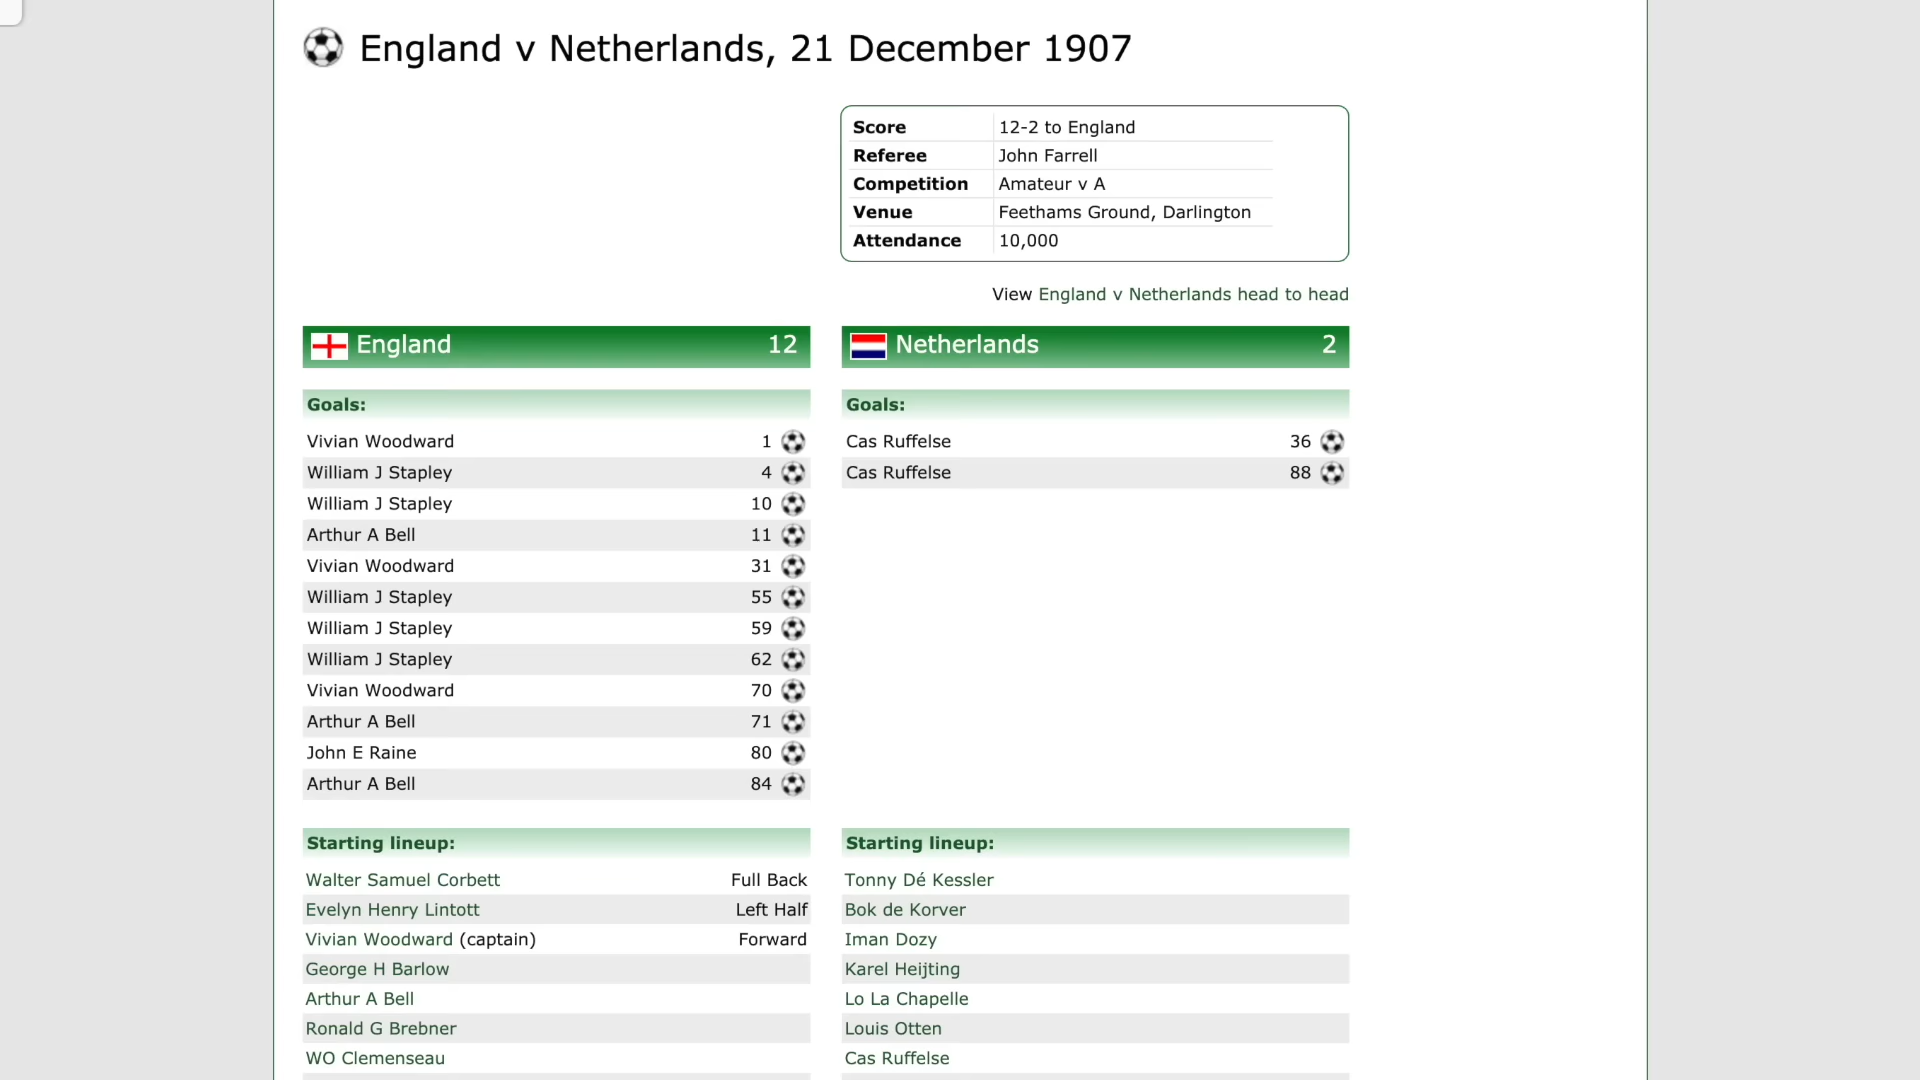 England v Netherlands, 21 December 1907
Score 12-2 to England
Referee John Farrell
Competition Amateur v A
Venue Feethams Ground, Darlington
Attendance 10,000
View England v Netherlands head to head
England 12
Goals:
Vivian Woodward 1
William J Stapley 4
William J Stapley 10
Arthur A Bell 11
Vivian Woodward 31
William J Stapley 55
William J Stapley 59
William J Stapley 62
Vivian Woodward 70
Arthur A Bell 71
John E Raine 80
Arthur A Bell 84
Netherlands 2
Goals:
Cas Ruffelse 36
Cas Ruffelse 88
Starting lineup:
Walter Samuel Corbett Full Back
Evelyn Henry Lintott Left Half
Vivian Woodward (captain) Forward
George H Barlow
Arthur A Bell
Ronald G Brebner
WO Clemenseau
Starting lineup:
Tonny Dé Kessler
Bok de Korver
Iman Dozy
Karel Heijting
Lo La Chapelle
Louis Otten
Cas Ruffelse